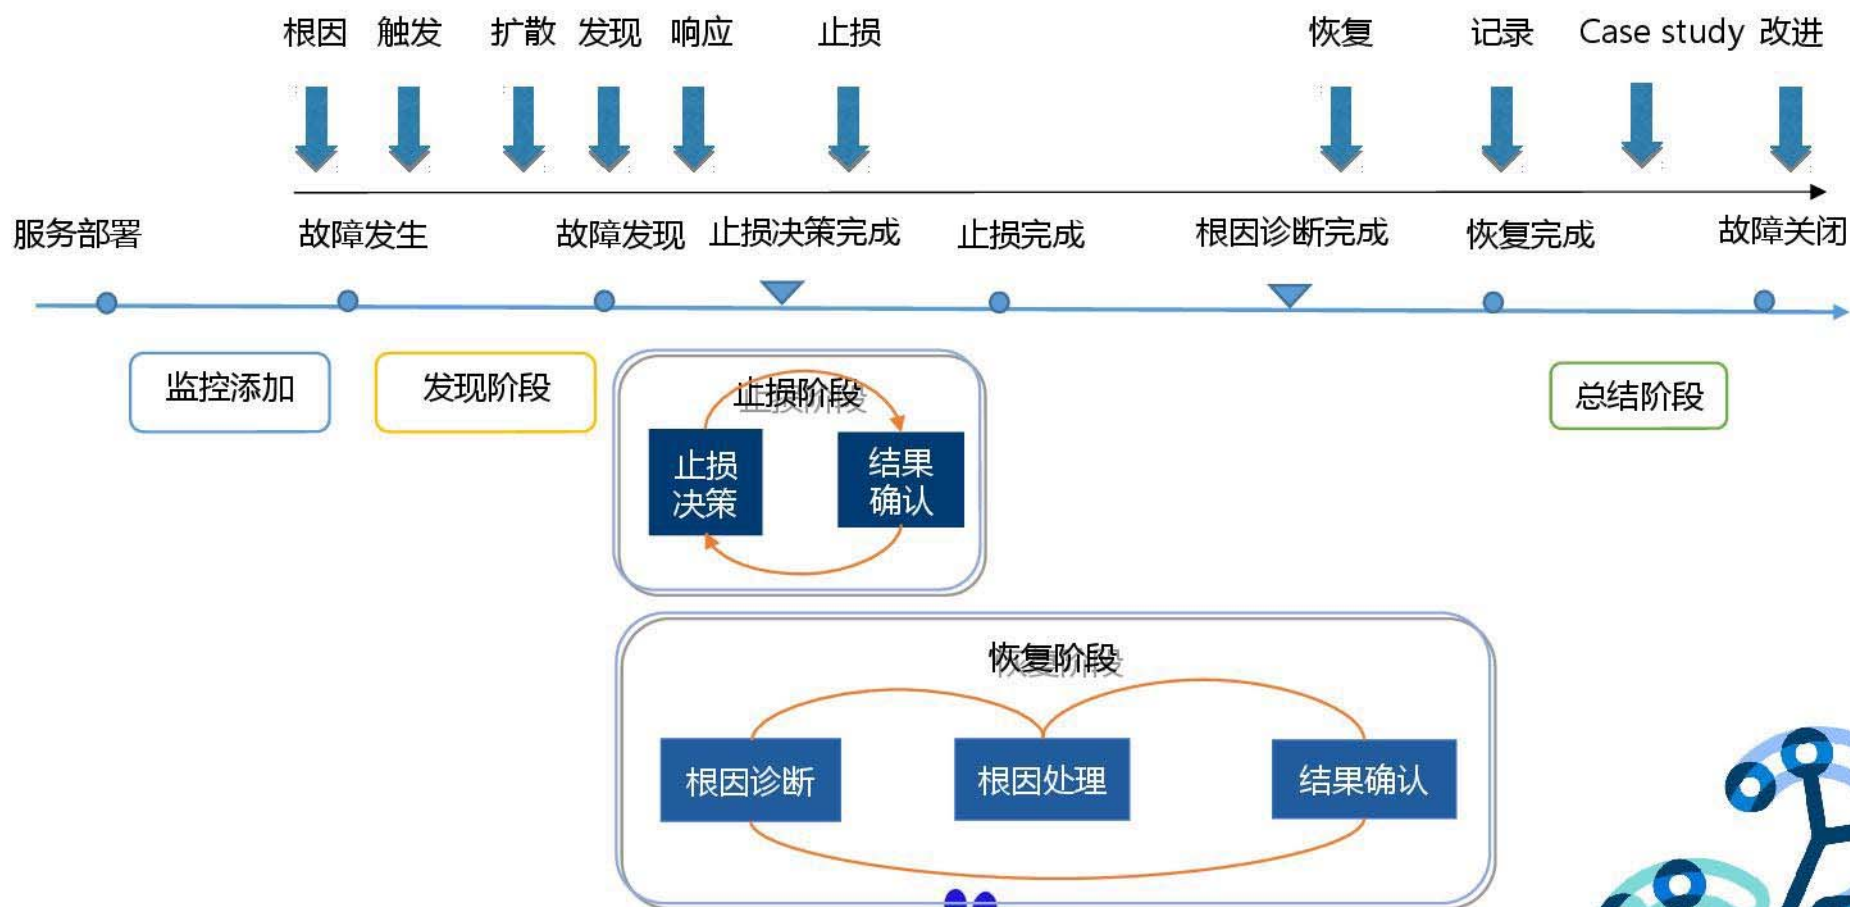 根因 触发 扩散 发现 响应 止损 恢复 记录 Case study 改进
服务部署 故障发生 故障发现 止损决策完成 止损完成 根因诊断完成 恢复完成 故障关闭
监控添加 发现阶段 止损阶段 总结阶段
止损
决策
结果
确认
恢复阶段
根因诊断 根因处理 结果确认